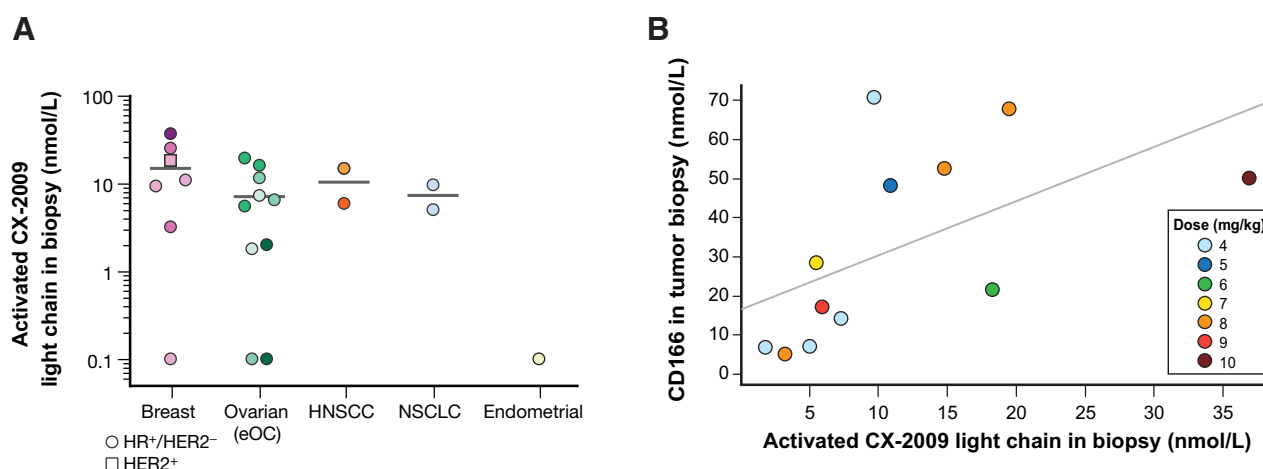 A
Activated CX-2009
light chain in biopsy (nmol/L)
100
10
1
0.1
Breast
Ovarian
(eOC)
HNSCC
NSCLC
Endometrial
HR+/HER2–
HER2+
B
CD166 in tumor biopsy (nmol/L)
70
60
50
40
30
20
10
0
5
10
15
20
25
30
35
Activated CX-2009 light chain in biopsy (nmol/L)
Dose (mg/kg)
4
5
6
7
8
9
10